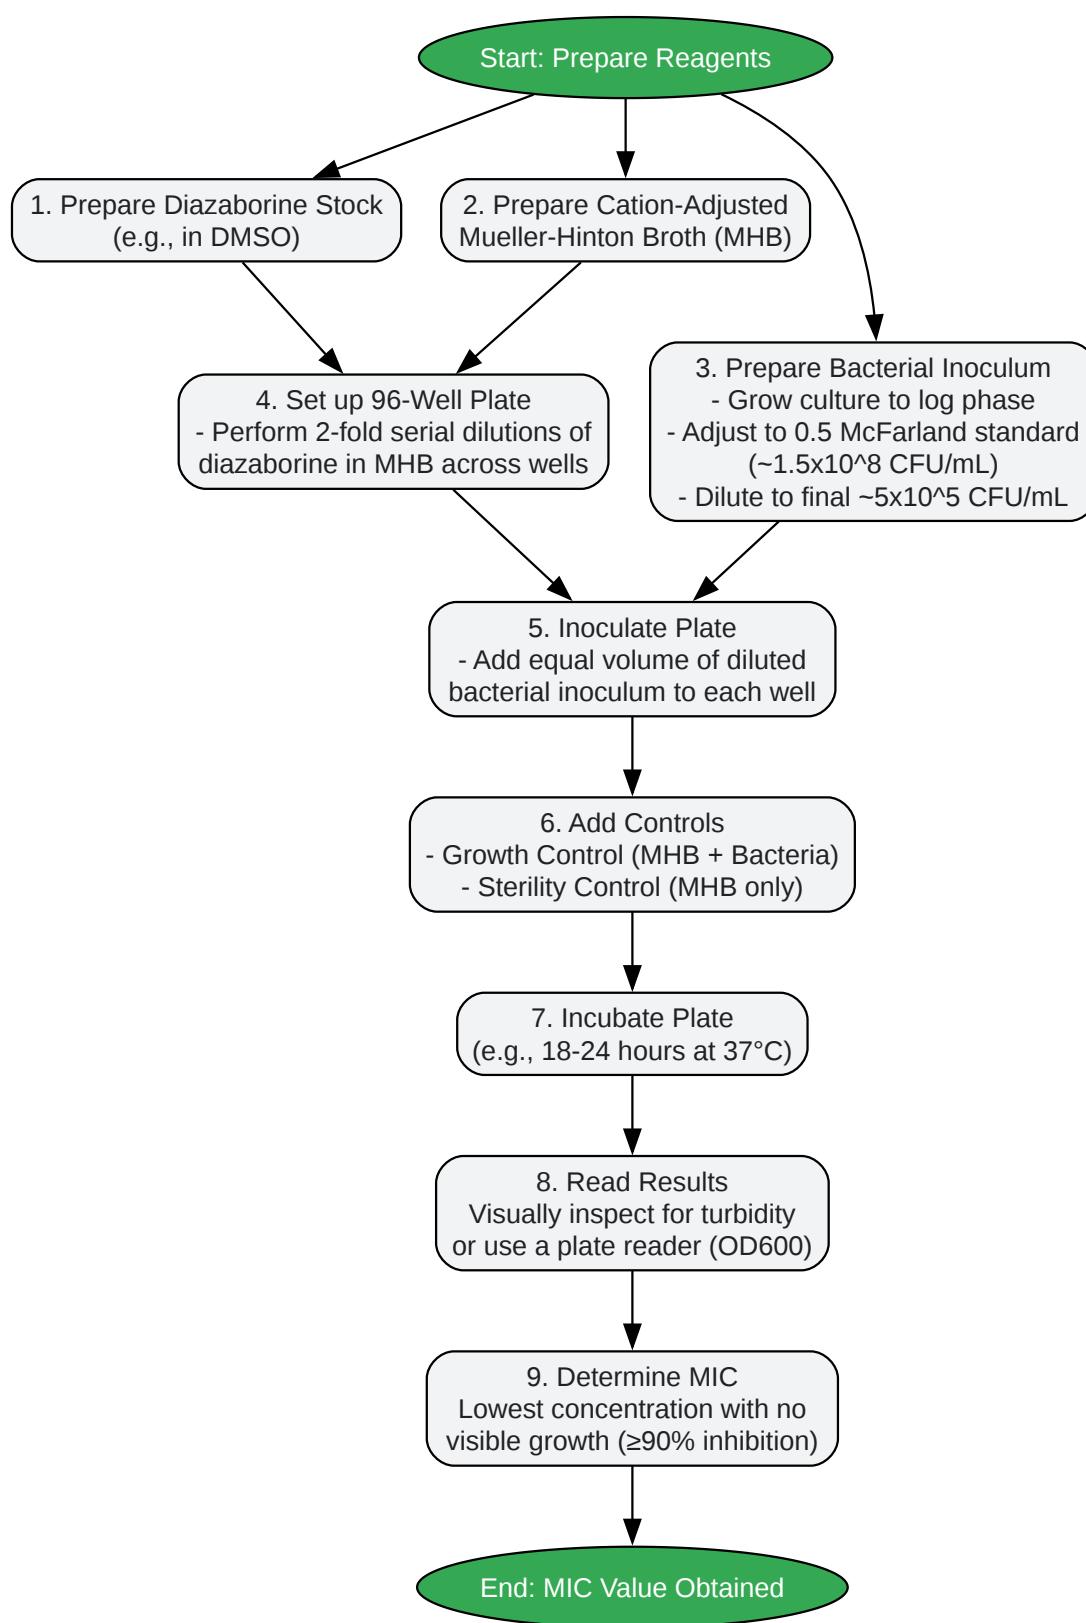 Start: Prepare Reagents
1. Prepare Diazaborine Stock
(e.g., in DMSO)
2. Prepare Cation-Adjusted
Mueller-Hinton Broth (MHB)
3. Prepare Bacterial Inoculum
- Grow culture to log phase
- Adjust to 0.5 McFarland standard
(~1.5x10^8 CFU/mL)
- Dilute to final ~5x10^5 CFU/mL
4. Set up 96-Well Plate
- Perform 2-fold serial dilutions of
diazaborine in MHB across wells
5. Inoculate Plate
- Add equal volume of diluted
bacterial inoculum to each well
6. Add Controls
- Growth Control (MHB + Bacteria)
- Sterility Control (MHB only)
7. Incubate Plate
(e.g., 18-24 hours at 37°C)
8. Read Results
Visually inspect for turbidity
or use a plate reader (OD600)
9. Determine MIC
Lowest concentration with no
visible growth (≥90% inhibition)
End: MIC Value Obtained